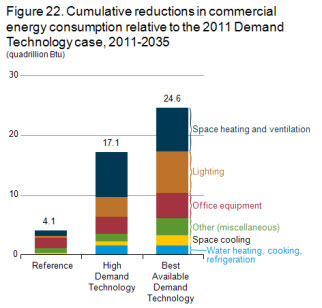 Figure 22. Cumulative reductions in commercial
energy consumption relative to the 2011 Demand
Technology case, 2011-2035
(quadrillion Btu)
30
24.6
20
17.1
Space heating and ventilation
Lighting
10
Office equipment
4.1
Other (miscellaneous)
Space cooling
0
Water heating, cooking,
refrigeration
Reference
High
Demand
Technology
Best
Available
Demand
Technology